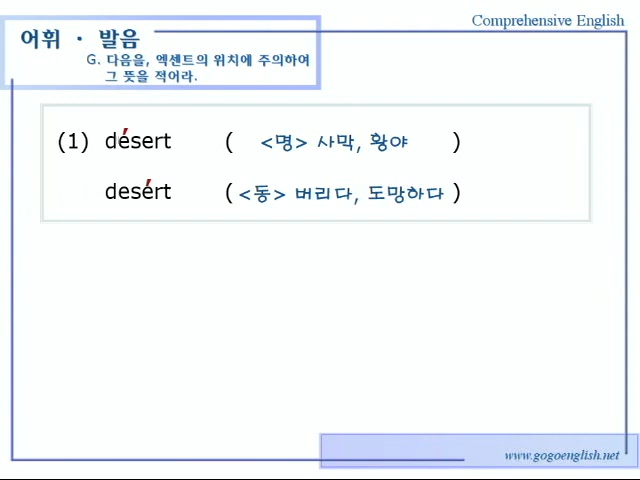 Comprehensive English
어휘 · 발음
G. 다음을, 엑센트의 위치에 주의하여
그 뜻을 적어라.
(1) désert ( <명> 사막, 황야 )
desért ( <동> 버리다, 도망하다 )
www.gogoenglish.net